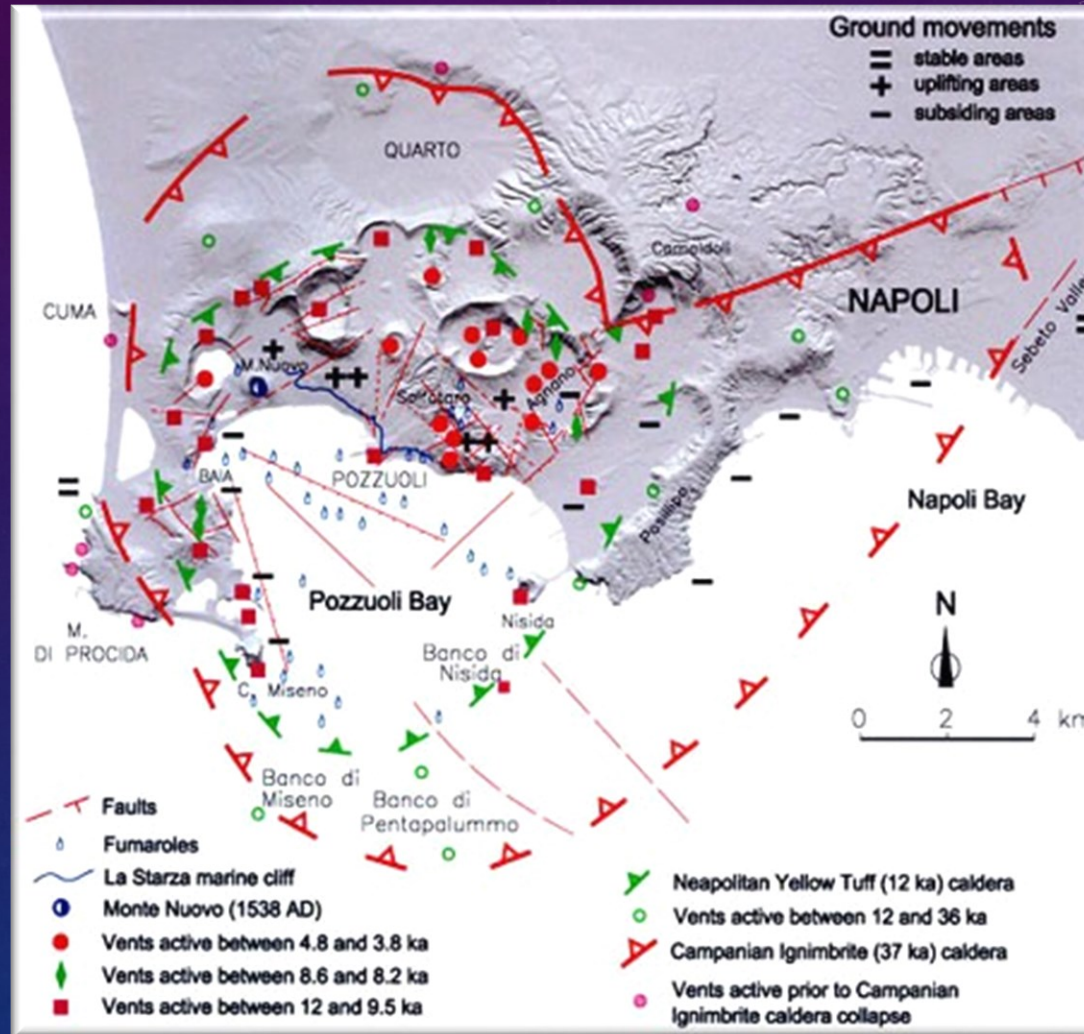 Ground movements
stable areas
uplifting areas
subsiding areas
QUARTO
Camaldoli
CUMA
NAPOLI
M.Nuovo
Sebeto Valle
Solfatara
Agnano
BAIA
POZZUOLI
Posillipo
Napoli Bay
Pozzuoli Bay
Nisida
N
M.
DI PROCIDA
Banco di
Nisida
C. Miseno
0 2 4 km
Banco di
Miseno
Banco di
Pentapalummo
Faults
Fumaroles
La Starza marine cliff
Monte Nuovo (1538 AD)
Vents active between 4.8 and 3.8 ka
Vents active between 8.6 and 8.2 ka
Vents active between 12 and 9.5 ka
Neapolitan Yellow Tuff (12 ka) caldera
Vents active between 12 and 36 ka
Campanian Ignimbrite (37 ka) caldera
Vents active prior to Campanian
Ignimbrite caldera collapse